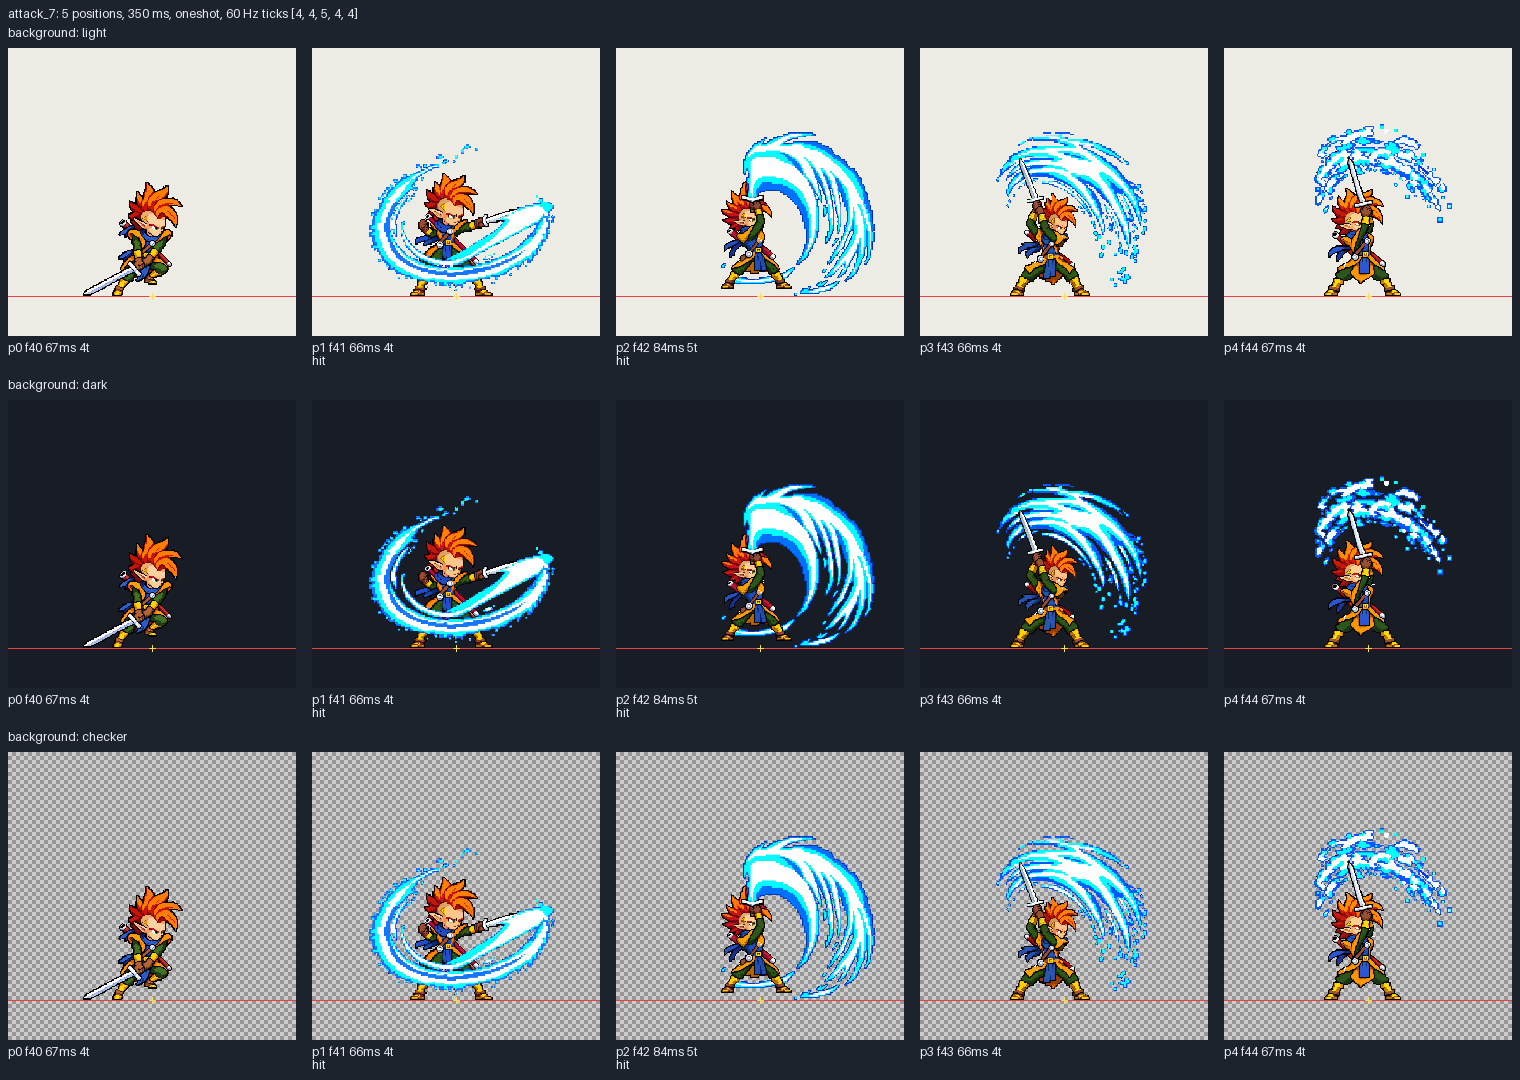 attack_7: 5 positions, 350 ms, oneshot, 60 Hz ticks [4, 4, 5, 4, 4]
background: light
p0 f40 67ms 4t
p1 f41 66ms 4t
hit
p2 f42 84ms 5t
hit
p3 f43 66ms 4t
p4 f44 67ms 4t
background: dark
p0 f40 67ms 4t
p1 f41 66ms 4t
hit
p2 f42 84ms 5t
hit
p3 f43 66ms 4t
p4 f44 67ms 4t
background: checker
p0 f40 67ms 4t
p1 f41 66ms 4t
hit
p2 f42 84ms 5t
hit
p3 f43 66ms 4t
p4 f44 67ms 4t